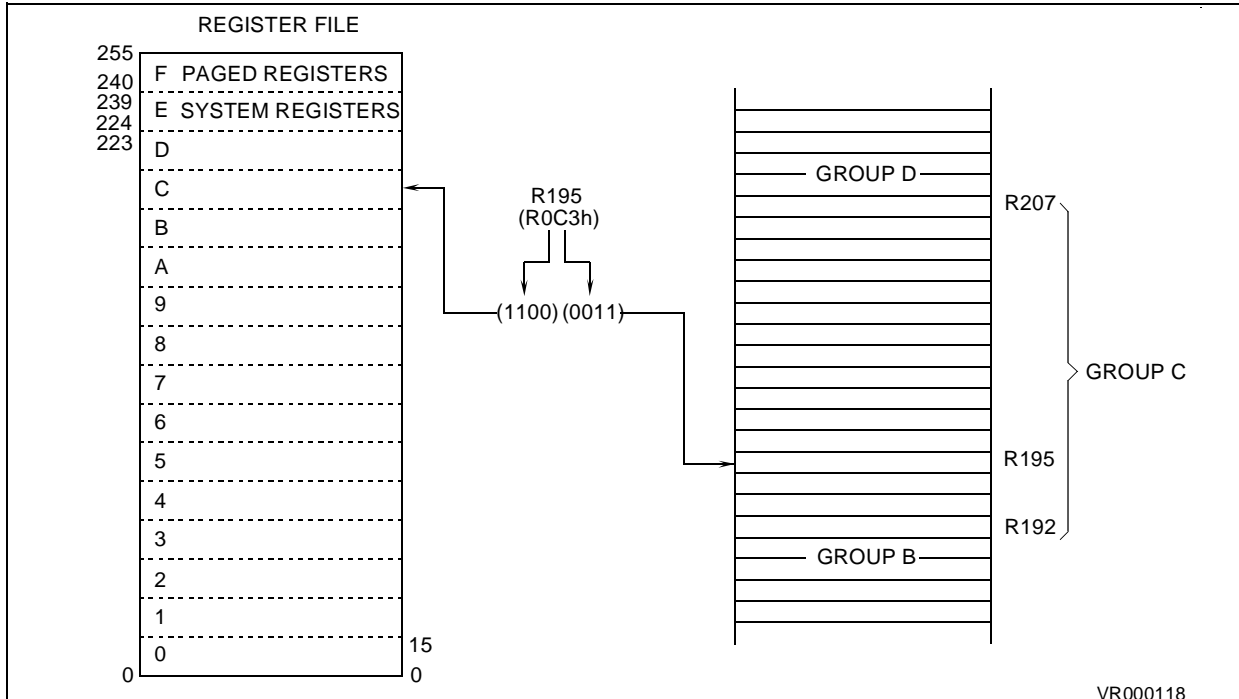 REGISTER FILE
255
240
239
224
223
F PAGED REGISTERS
E SYSTEM REGISTERS
D
C
B
A
9
8
7
6
5
4
3
2
1
0
15
0
0
R195
(R0C3h)
(1100) (0011)
GROUP D
R207
GROUP C
R195
R192
GROUP B
VR000118